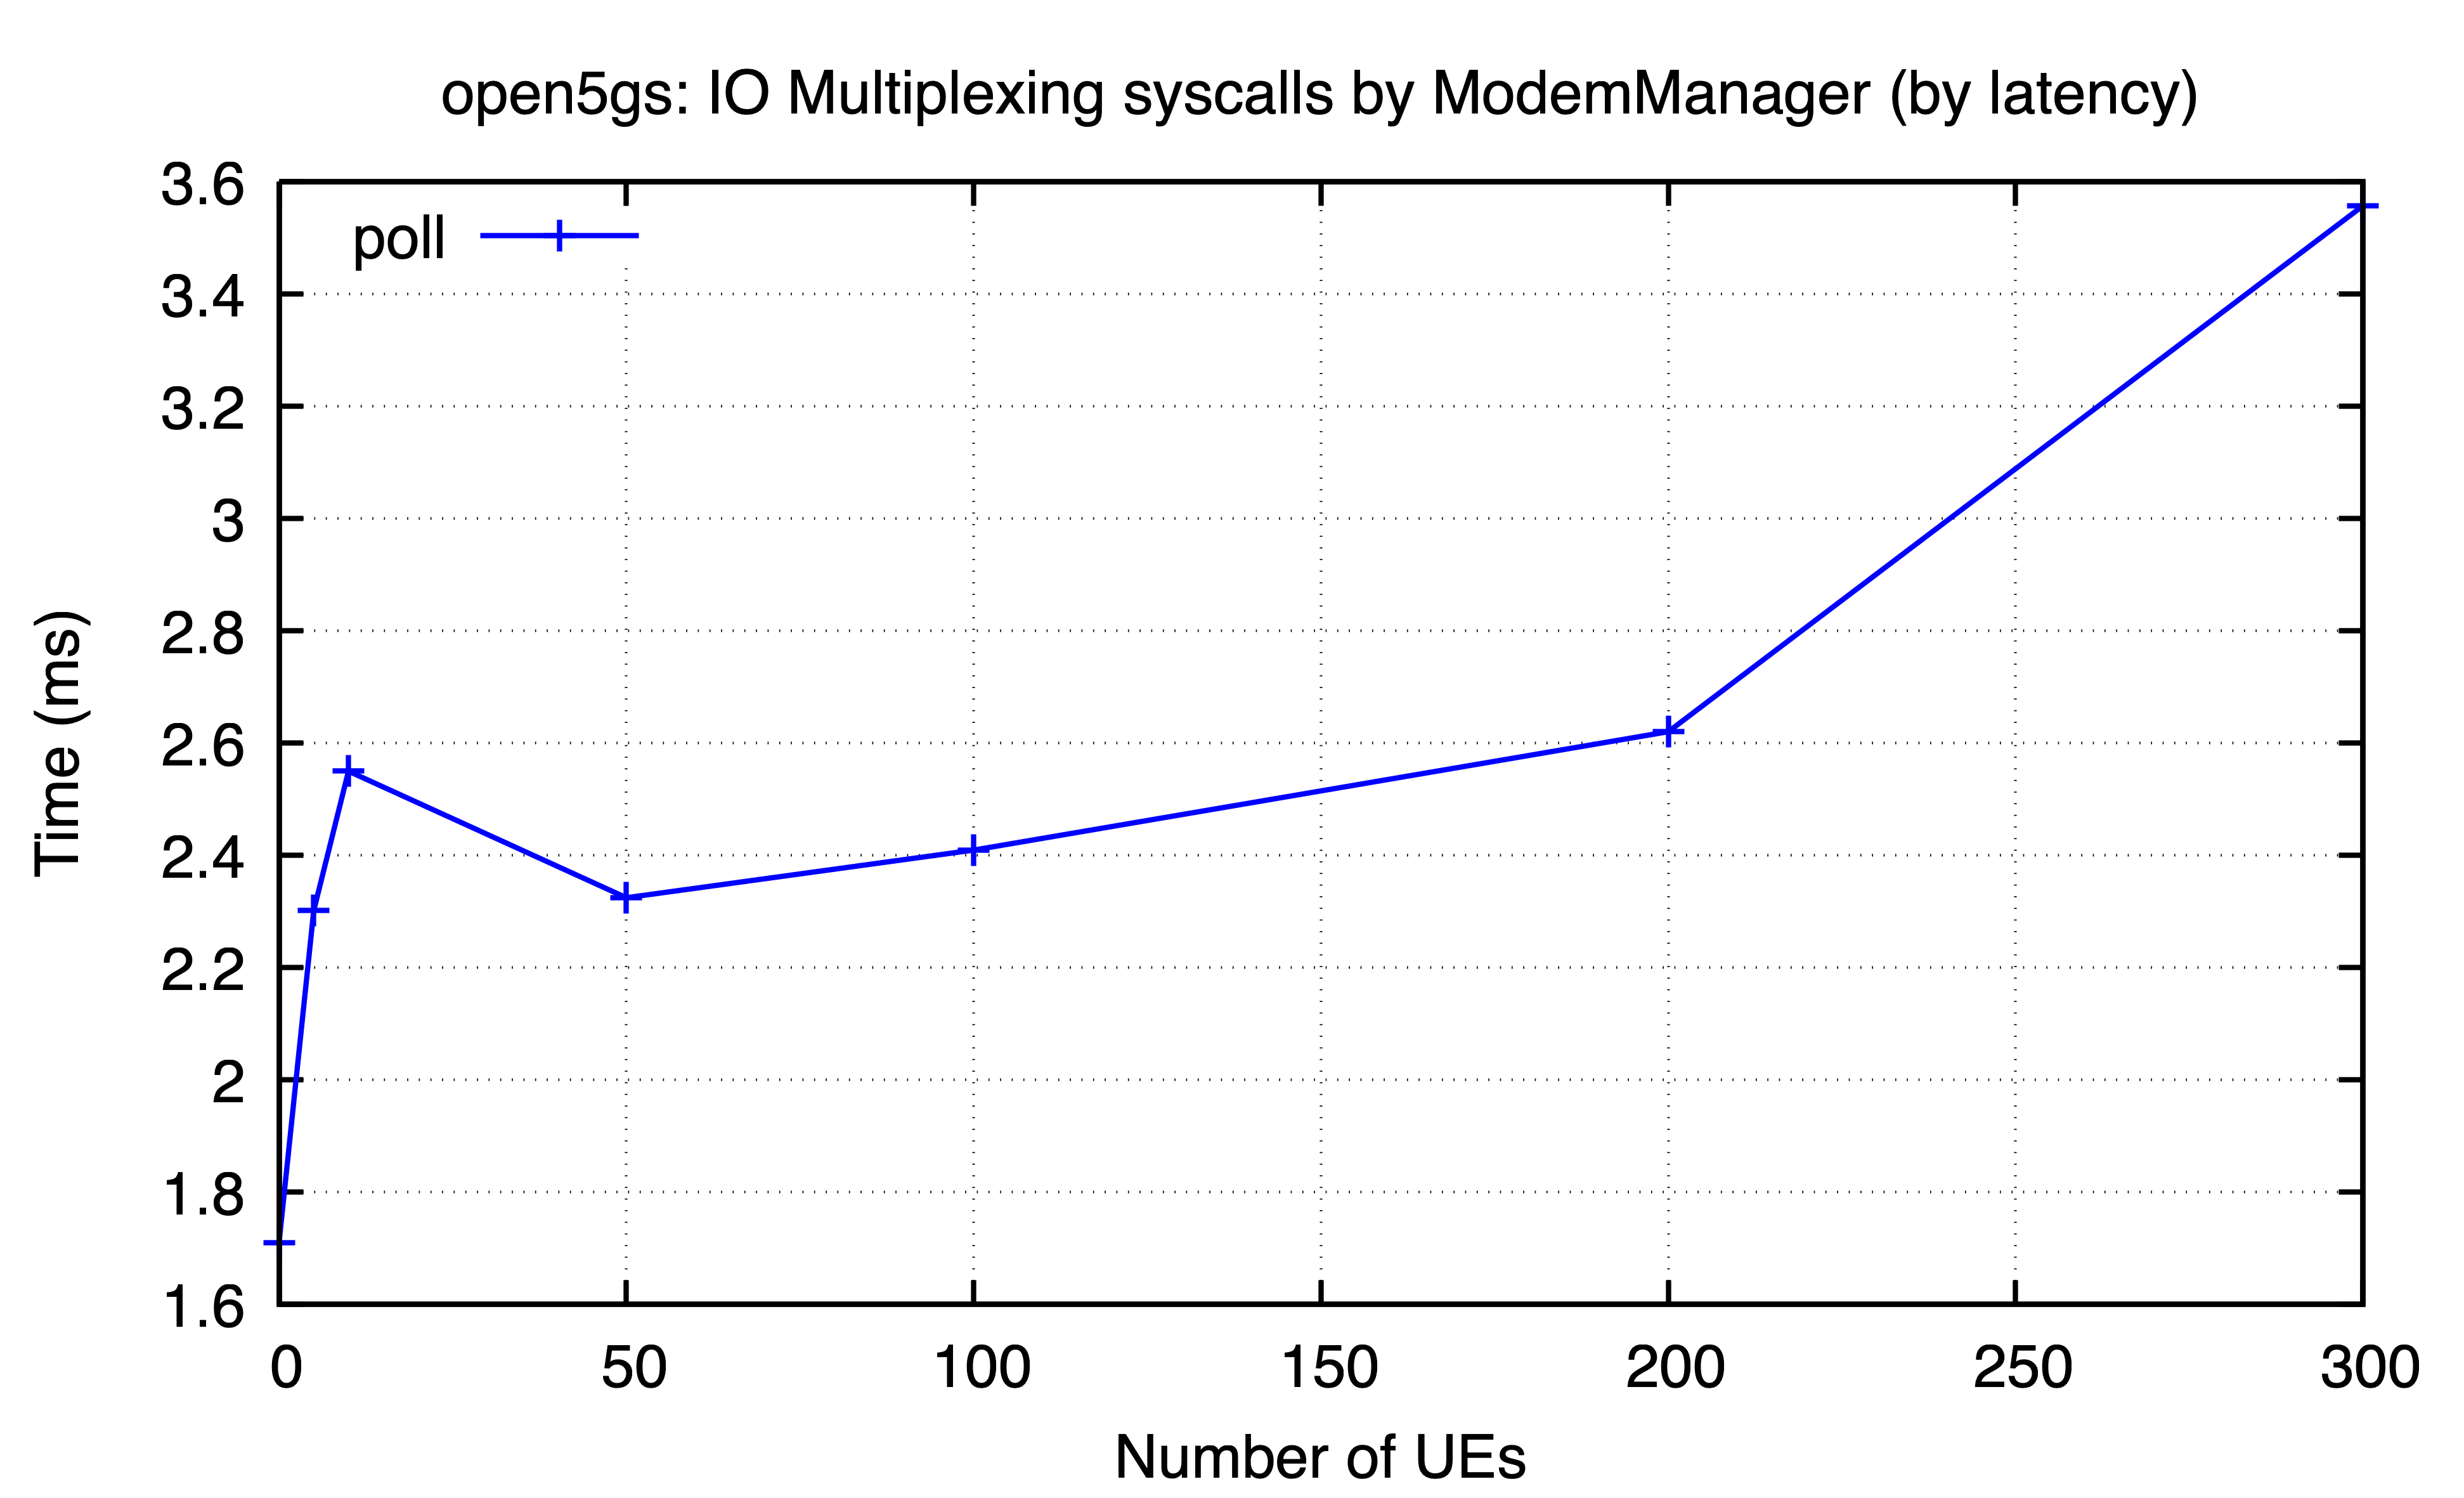 open5gs: IO Multiplexing syscalls by ModemManager (by latency)
poll
3.6
3.4
3.2
3
2.8
2.6
2.4
2.2
2
1.8
1.6
Time (ms)
0 50 100 150 200 250 300
Number of UEs